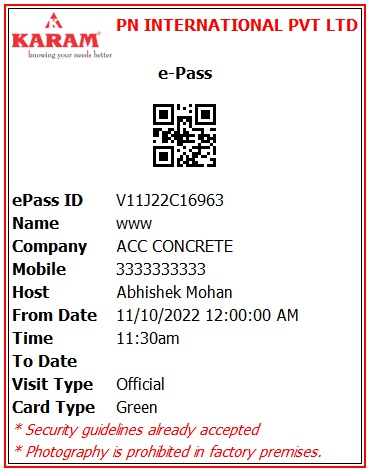 PN INTERNATIONAL PVT LTD
KARAM®
knowing your needs better
e-Pass
ePass ID V11J22C16963
Name www
Company ACC CONCRETE
Mobile 3333333333
Host Abhishek Mohan
From Date 11/10/2022 12:00:00 AM
Time 11:30am
To Date
Visit Type Official
Card Type Green
* Security guidelines already accepted
* Photography is prohibited in factory premises.